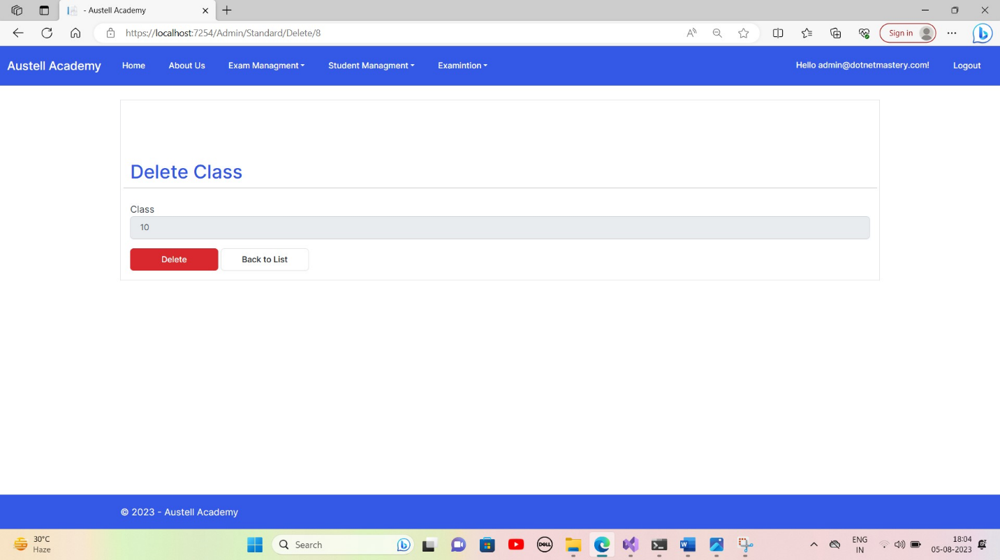 - Austell Academy
https://localhost:7254/Admin/Standard/Delete/8
Sign in
Austell Academy Home About Us Exam Managment Student Managment Examintion Hello admin@dotnetmastery.com! Logout
Delete Class
Class
10
Delete Back to List
© 2023 - Austell Academy
30°C
Haze
Search
DELL
ENG
IN
18:04
05-08-2023